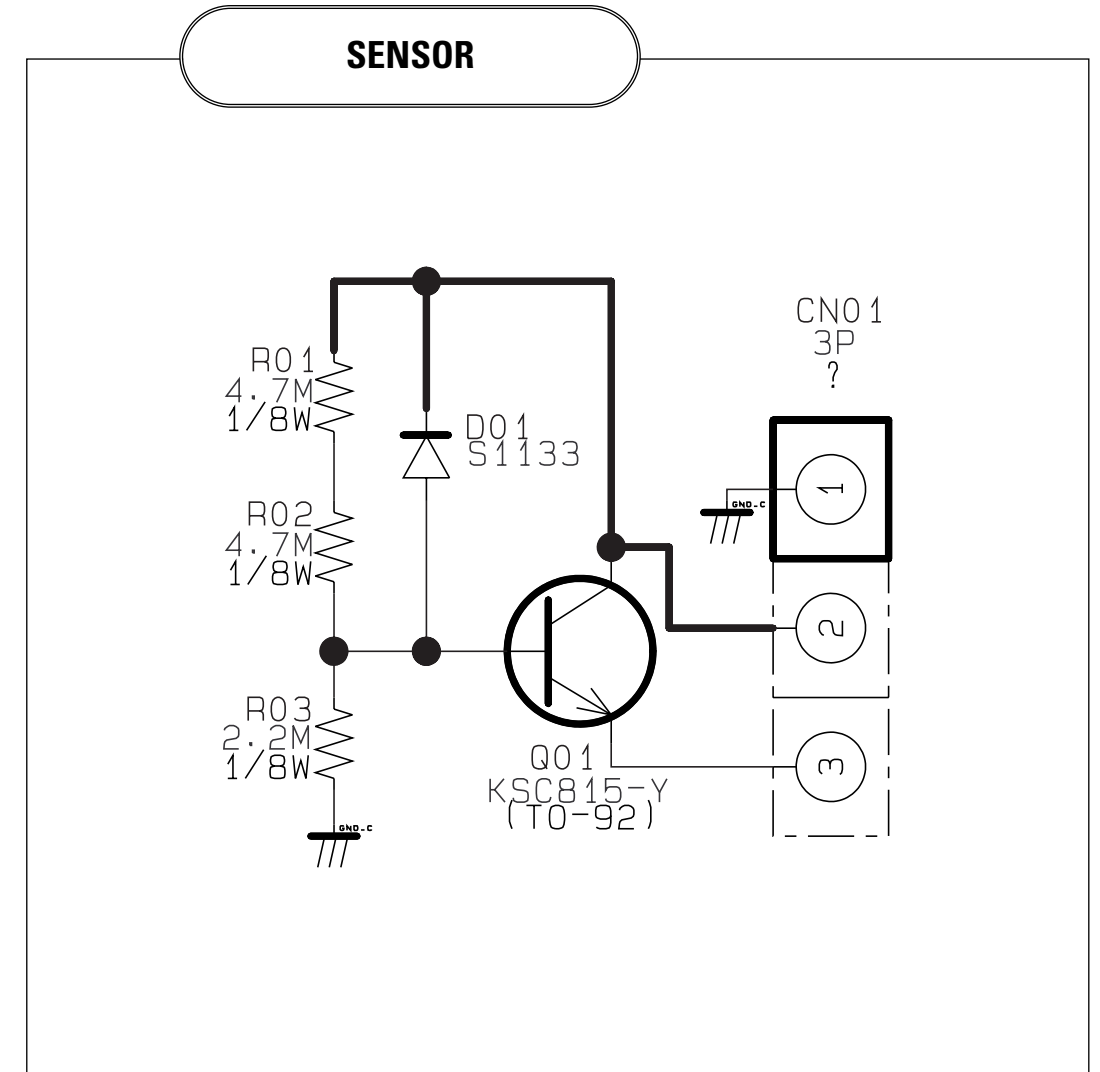 SENSOR
R01
4.7M
1/8W
D01
S1133
R02
4.7M
1/8W
R03
2.2M
1/8W
GND_C
Q01
KSC815-Y
(TO-92)
CN01
3P
?
1
GND_C
2
3